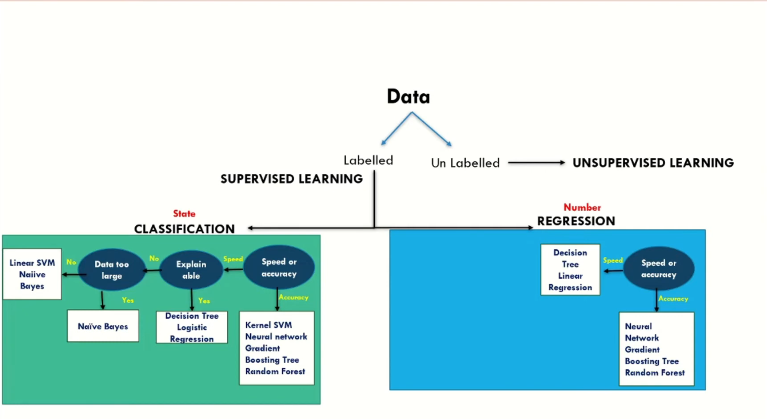 Data
Labelled
Un Labelled
UNSUPERVISED LEARNING
SUPERVISED LEARNING
State
CLASSIFICATION
Number
REGRESSION
Linear SVM
Naiive
Bayes
No
Data too
large
No
Explain
able
Speed
Speed or
accuracy
Yes
Yes
Accuracy
Naïve Bayes
Decision Tree
Logistic
Regression
Kernel SVM
Neural network
Gradient
Boosting Tree
Random Forest
Decision
Tree
Linear
Regression
Speed
Speed or
accuracy
Accuracy
Neural
Network
Gradient
Boosting Tree
Random Forest